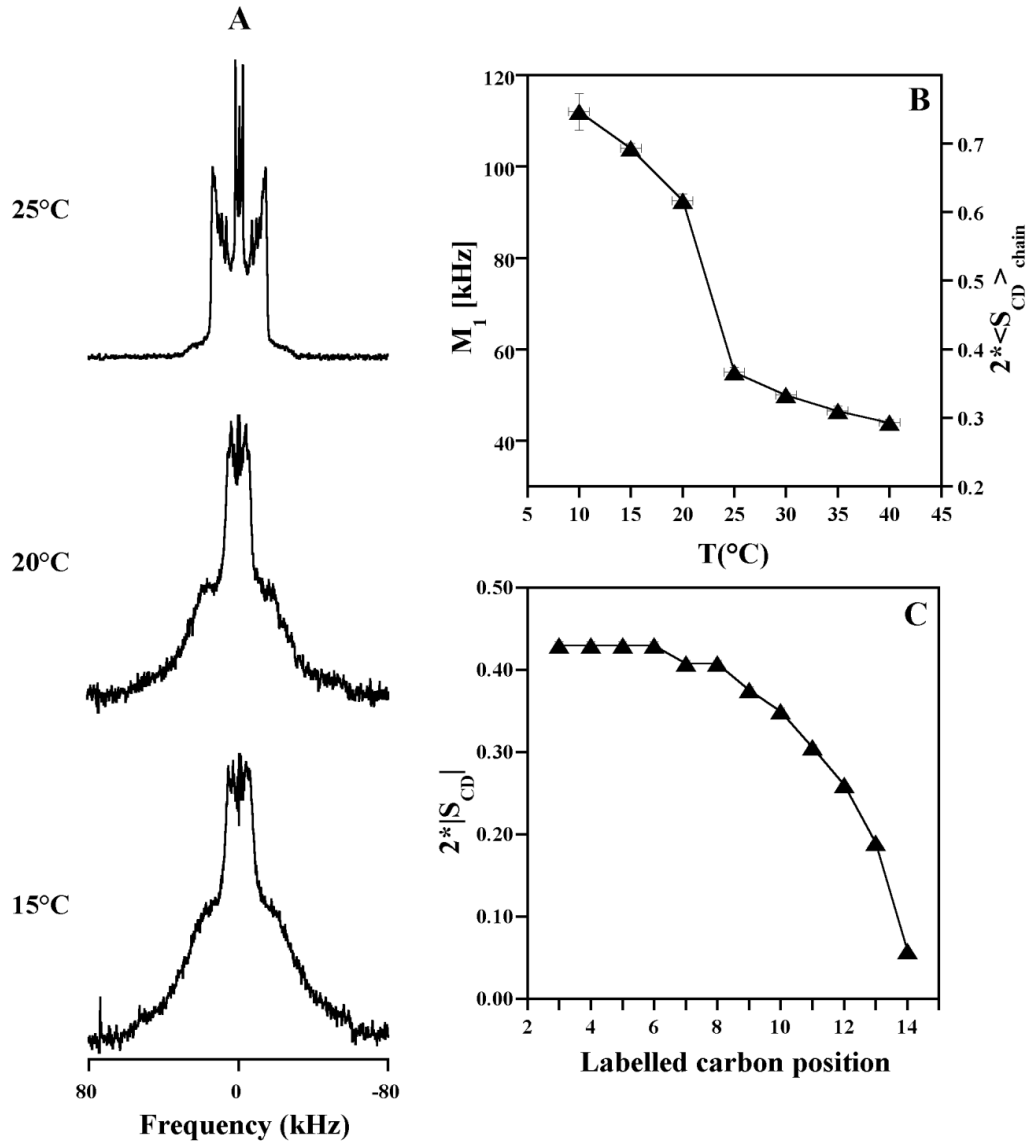 A
25°C
20°C
15°C
80 0 -80
Frequency (kHz)
B
120
100
80
60
40
M1 [kHz]
0.7
0.6
0.5
0.4
0.3
0.2
2*<SCD> chain
5 10 15 20 25 30 35 40 45
T(°C)
C
0.50
0.40
0.30
0.20
0.10
0.00
2*|SCD|
2 4 6 8 10 12 14
Labelled carbon position